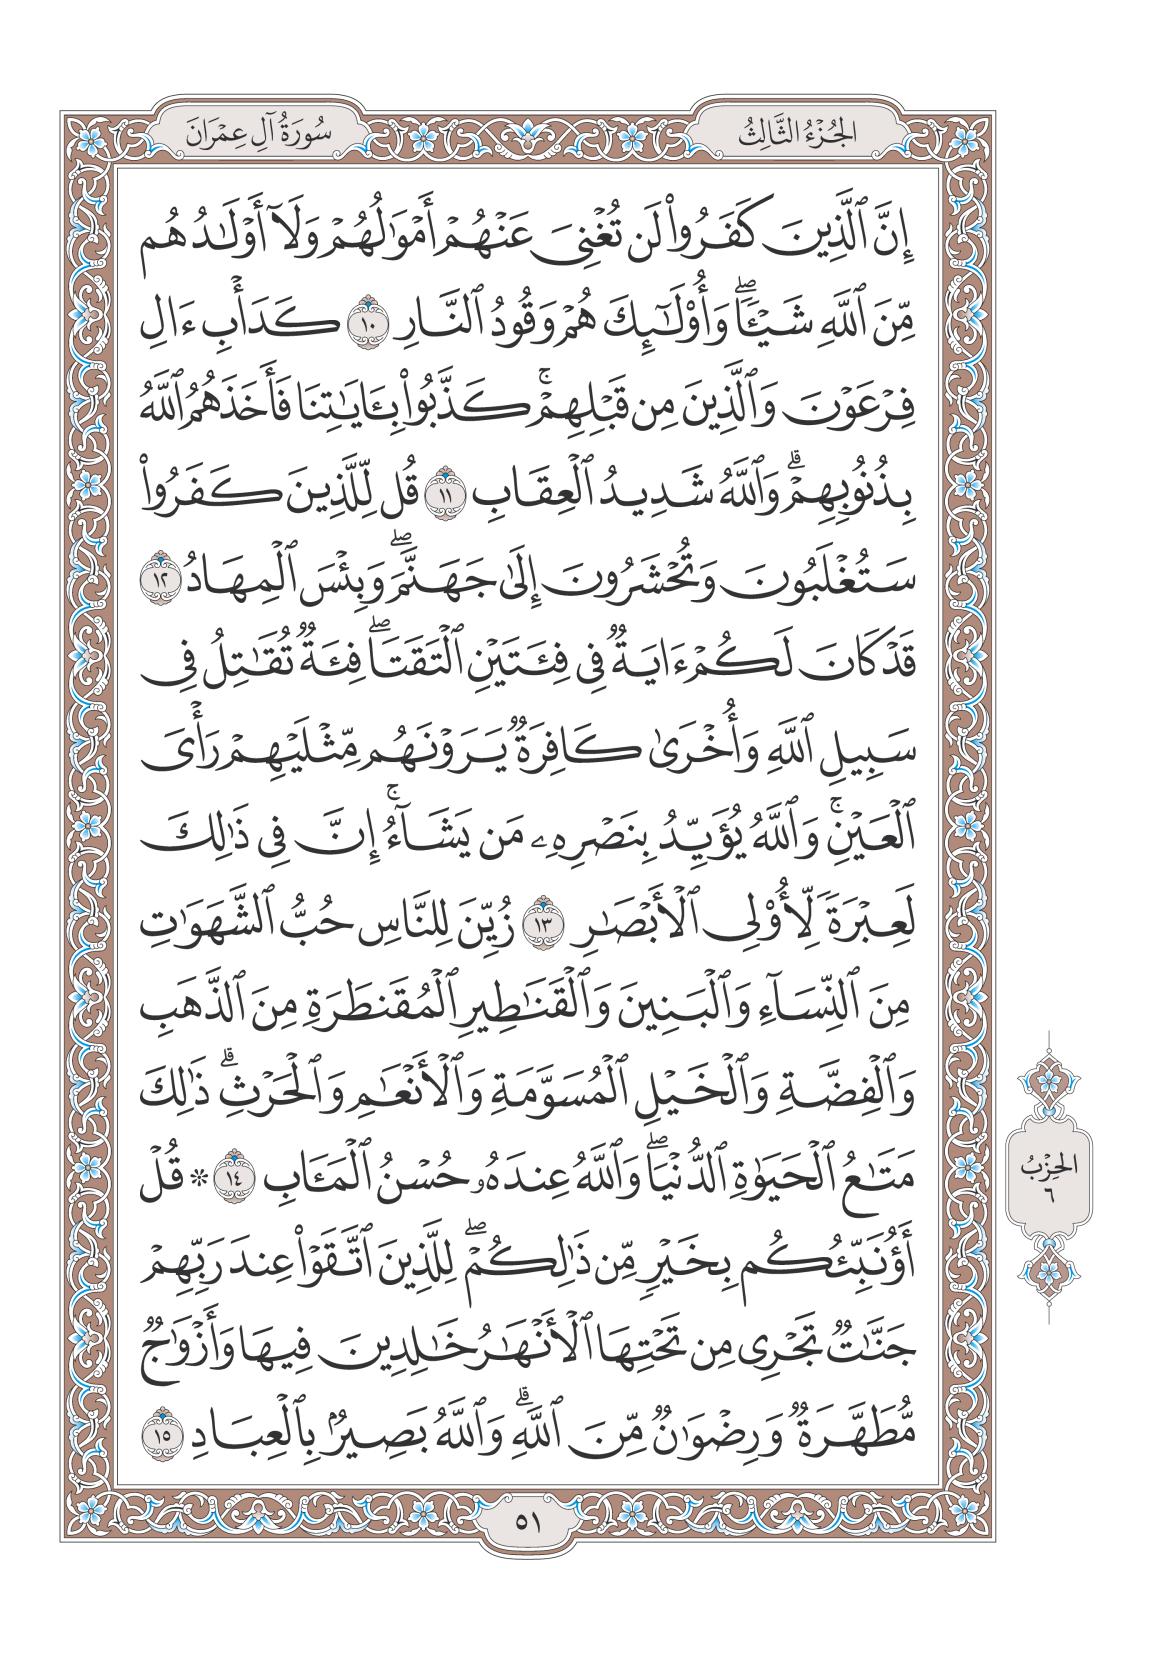 الجُزْءُ الثَّالِثُ
سُورَةُ آلِ عِمْرَانَ
إِنَّ ٱلَّذِينَ كَفَرُوا۟ لَن تُغْنِىَ عَنْهُمْ أَمْوَٰلُهُمْ وَلَآ أَوْلَـٰدُهُم
مِّنَ ٱللَّهِ شَيْـًٔاۖ وَأُو۟لَـٰٓئِكَ هُمْ وَقُودُ ٱلنَّارِ ١٠ كَدَأْبِ ءَالِ
فِرْعَوْنَ وَٱلَّذِينَ مِن قَبْلِهِمْۚ كَذَّبُوا۟ بِـَٔايَـٰتِنَا فَأَخَذَهُمُ ٱللَّهُ
بِذُنُوبِهِمْۗ وَٱللَّهُ شَدِيدُ ٱلْعِقَابِ ١١ قُل لِّلَّذِينَ كَفَرُوا۟
سَتُغْلَبُونَ وَتُحْشَرُونَ إِلَىٰ جَهَنَّمَۖ وَبِئْسَ ٱلْمِهَادُ ١٢
قَدْ كَانَ لَكُمْ ءَايَةٌ فِى فِئَتَيْنِ ٱلْتَقَتَاۖ فِئَةٌ تُقَـٰتِلُ فِى
سَبِيلِ ٱللَّهِ وَأُخْرَىٰ كَافِرَةٌ يَرَوْنَهُم مِّثْلَيْهِمْ رَأْىَ
ٱلْعَيْنِۚ وَٱللَّهُ يُؤَيِّدُ بِنَصْرِهِۦ مَن يَشَآءُۚ إِنَّ فِى ذَٰلِكَ
لَعِبْرَةً لِّأُو۟لِى ٱلْأَبْصَـٰرِ ١٣ زُيِّنَ لِلنَّاسِ حُبُّ ٱلشَّهَوَٰتِ
مِنَ ٱلنِّسَآءِ وَٱلْبَنِينَ وَٱلْقَنَـٰطِيرِ ٱلْمُقَنطَرَةِ مِنَ ٱلذَّهَبِ
وَٱلْفِضَّةِ وَٱلْخَيْلِ ٱلْمُسَوَّمَةِ وَٱلْأَنْعَـٰمِ وَٱلْحَرْثِۗ ذَٰلِكَ
مَتَـٰعُ ٱلْحَيَوٰةِ ٱلدُّنْيَاۖ وَٱللَّهُ عِندَهُۥ حُسْنُ ٱلْمَـَٔابِ ١٤ * قُلْ
أَؤُنَبِّئُكُم بِخَيْرٍ مِّن ذَٰلِكُمْۖ لِلَّذِينَ ٱتَّقَوْا۟ عِندَ رَبِّهِمْ
جَنَّـٰتٌ تَجْرِى مِن تَحْتِهَا ٱلْأَنْهَـٰرُ خَـٰلِدِينَ فِيهَا وَأَزْوَٰجٌ
مُّطَهَّرَةٌ وَرِضْوَٰنٌ مِّنَ ٱللَّهِۗ وَٱللَّهُ بَصِيرٌۢ بِٱلْعِبَادِ ١٥
الحِزْبُ
٦
٥١